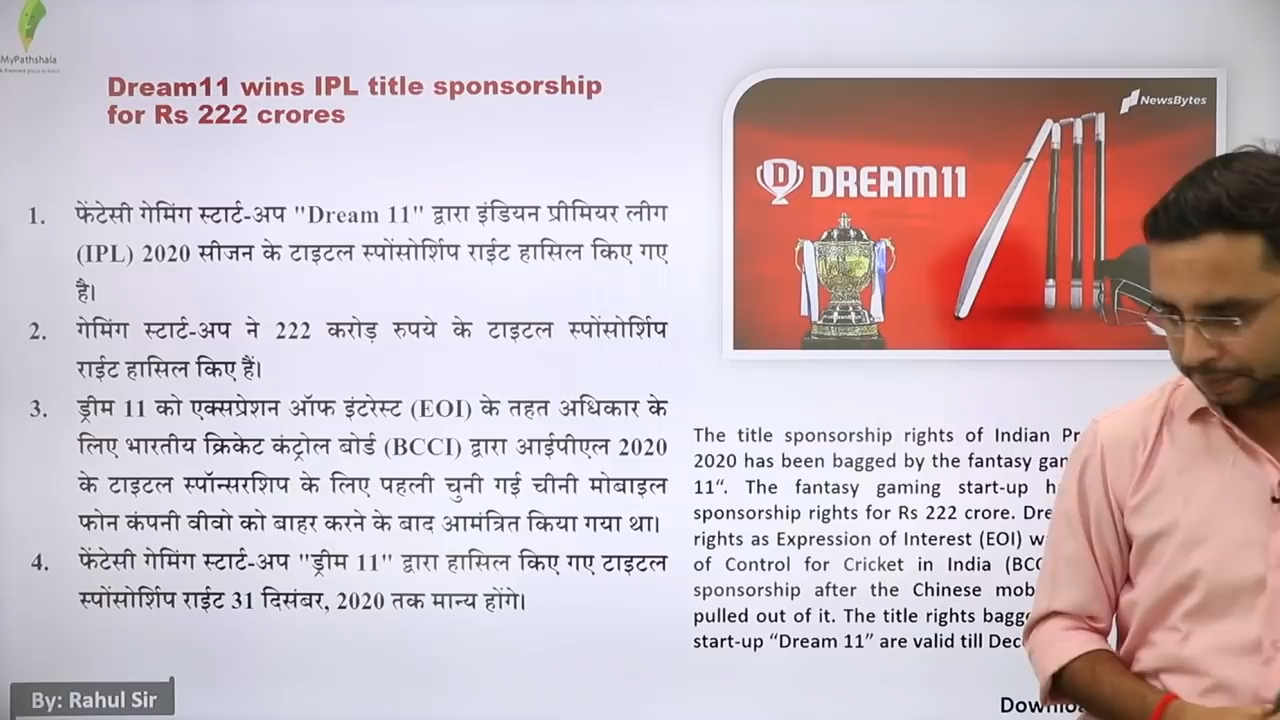 MyPathshala
Dream11 wins IPL title sponsorship
for Rs 222 crores
NewsBytes
D DREAM11
1. फेंटेसी गेमिंग स्टार्ट-अप "Dream 11" द्वारा इंडियन प्रीमियर लीग
(IPL) 2020 सीजन के टाइटल स्पोंसोर्शिप राईट हासिल किए गए
है।
2. गेमिंग स्टार्ट-अप ने 222 करोड़ रुपये के टाइटल स्पोंसोर्शिप
राईट हासिल किए हैं।
3. ड्रीम 11 को एक्सप्रेशन ऑफ इंटरेस्ट (EOI) के तहत अधिकार के
लिए भारतीय क्रिकेट कंट्रोल बोर्ड (BCCI) द्वारा आईपीएल 2020
के टाइटल स्पॉन्सरशिप के लिए पहली चुनी गई चीनी मोबाइल
फोन कंपनी वीवो को बाहर करने के बाद आमंत्रित किया गया था।
4. फेंटेसी गेमिंग स्टार्ट-अप "ड्रीम 11" द्वारा हासिल किए गए टाइटल
स्पोंसोर्शिप राईट 31 दिसंबर, 2020 तक मान्य होंगे।
The title sponsorship rights of Indian
2020 has been bagged by the fantasy
11“. The fantasy gaming start-up
sponsorship rights for Rs 222 crore.
rights as Expression of Interest (EOI)
of Control for Cricket in India
sponsorship after the Chinese
pulled out of it. The title rights
start-up “Dream 11” are valid till
By: Rahul Sir